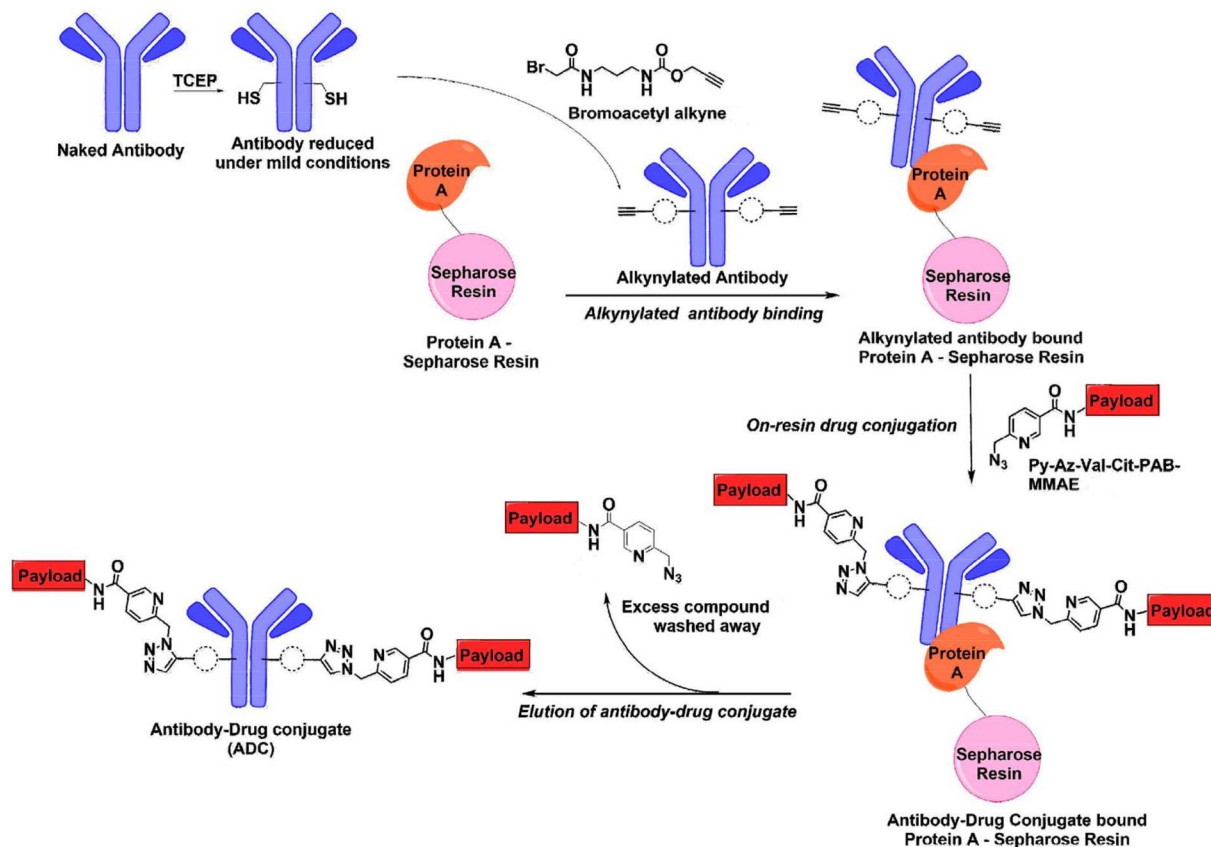 TCEP
HS
SH
Naked Antibody
Antibody reduced
under mild conditions
Br
O
N
H
H
N
O
O
Bromoacetyl alkyne
Protein
A
Sepharose
Resin
Protein A -
Sepharose Resin
Alkynylated Antibody
Alkynylated antibody binding
Protein
A
Sepharose
Resin
Alkynylated antibody bound
Protein A - Sepharose Resin
On-resin drug conjugation
O
N
H
Payload
N
N3
Py-Az-Val-Cit-PAB-
MMAE
Payload
O
N
H
N
N
N
N
N
N
N
N
O
N
H
Payload
Protein
A
Sepharose
Resin
Antibody-Drug Conjugate bound
Protein A - Sepharose Resin
Payload
NH
O
N
N3
Excess compound
washed away
Elution of antibody-drug conjugate
Payload
O
N
H
N
N
N
N
N
N
N
N
O
N
H
Payload
Antibody-Drug conjugate
(ADC)